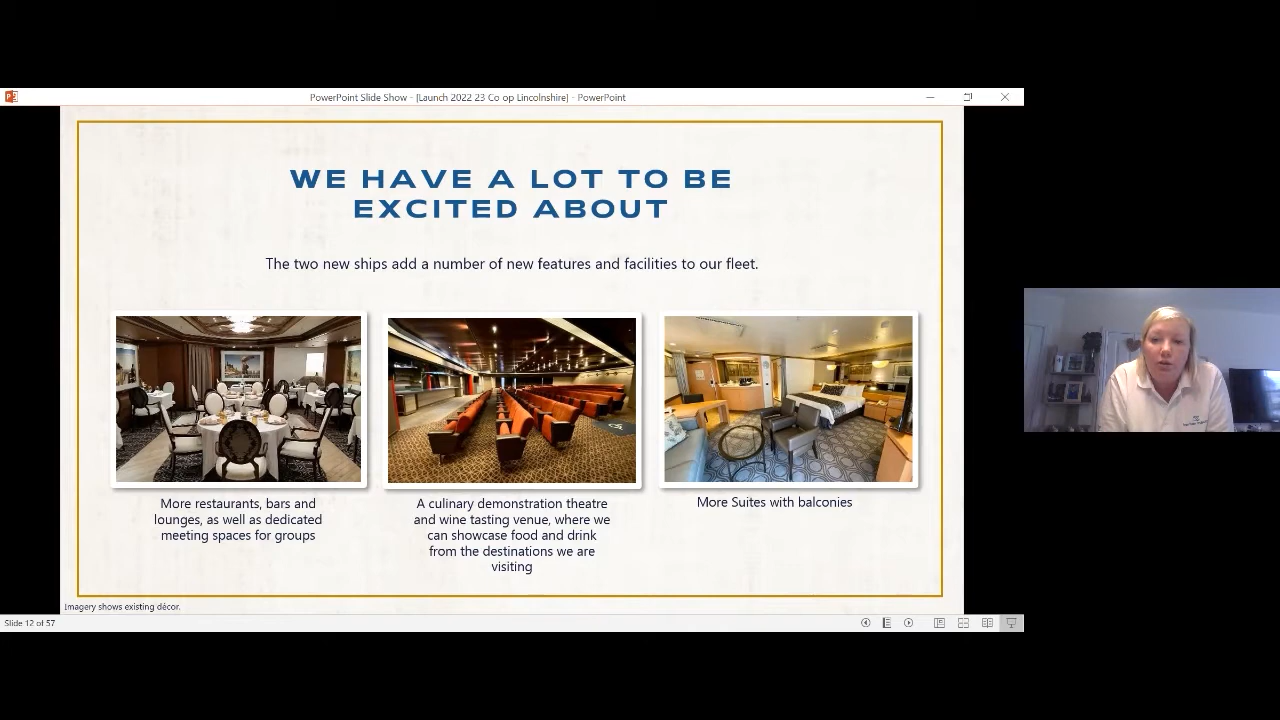 PowerPoint Slide Show - [Launch 2022 23 Co op Lincolnshire] - PowerPoint
WE HAVE A LOT TO BE
EXCITED ABOUT
The two new ships add a number of new features and facilities to our fleet.
More restaurants, bars and
lounges, as well as dedicated
meeting spaces for groups
A culinary demonstration theatre
and wine tasting venue, where we
can showcase food and drink
from the destinations we are
visiting
More Suites with balconies
Imagery shows existing décor.
Slide 12 of 57